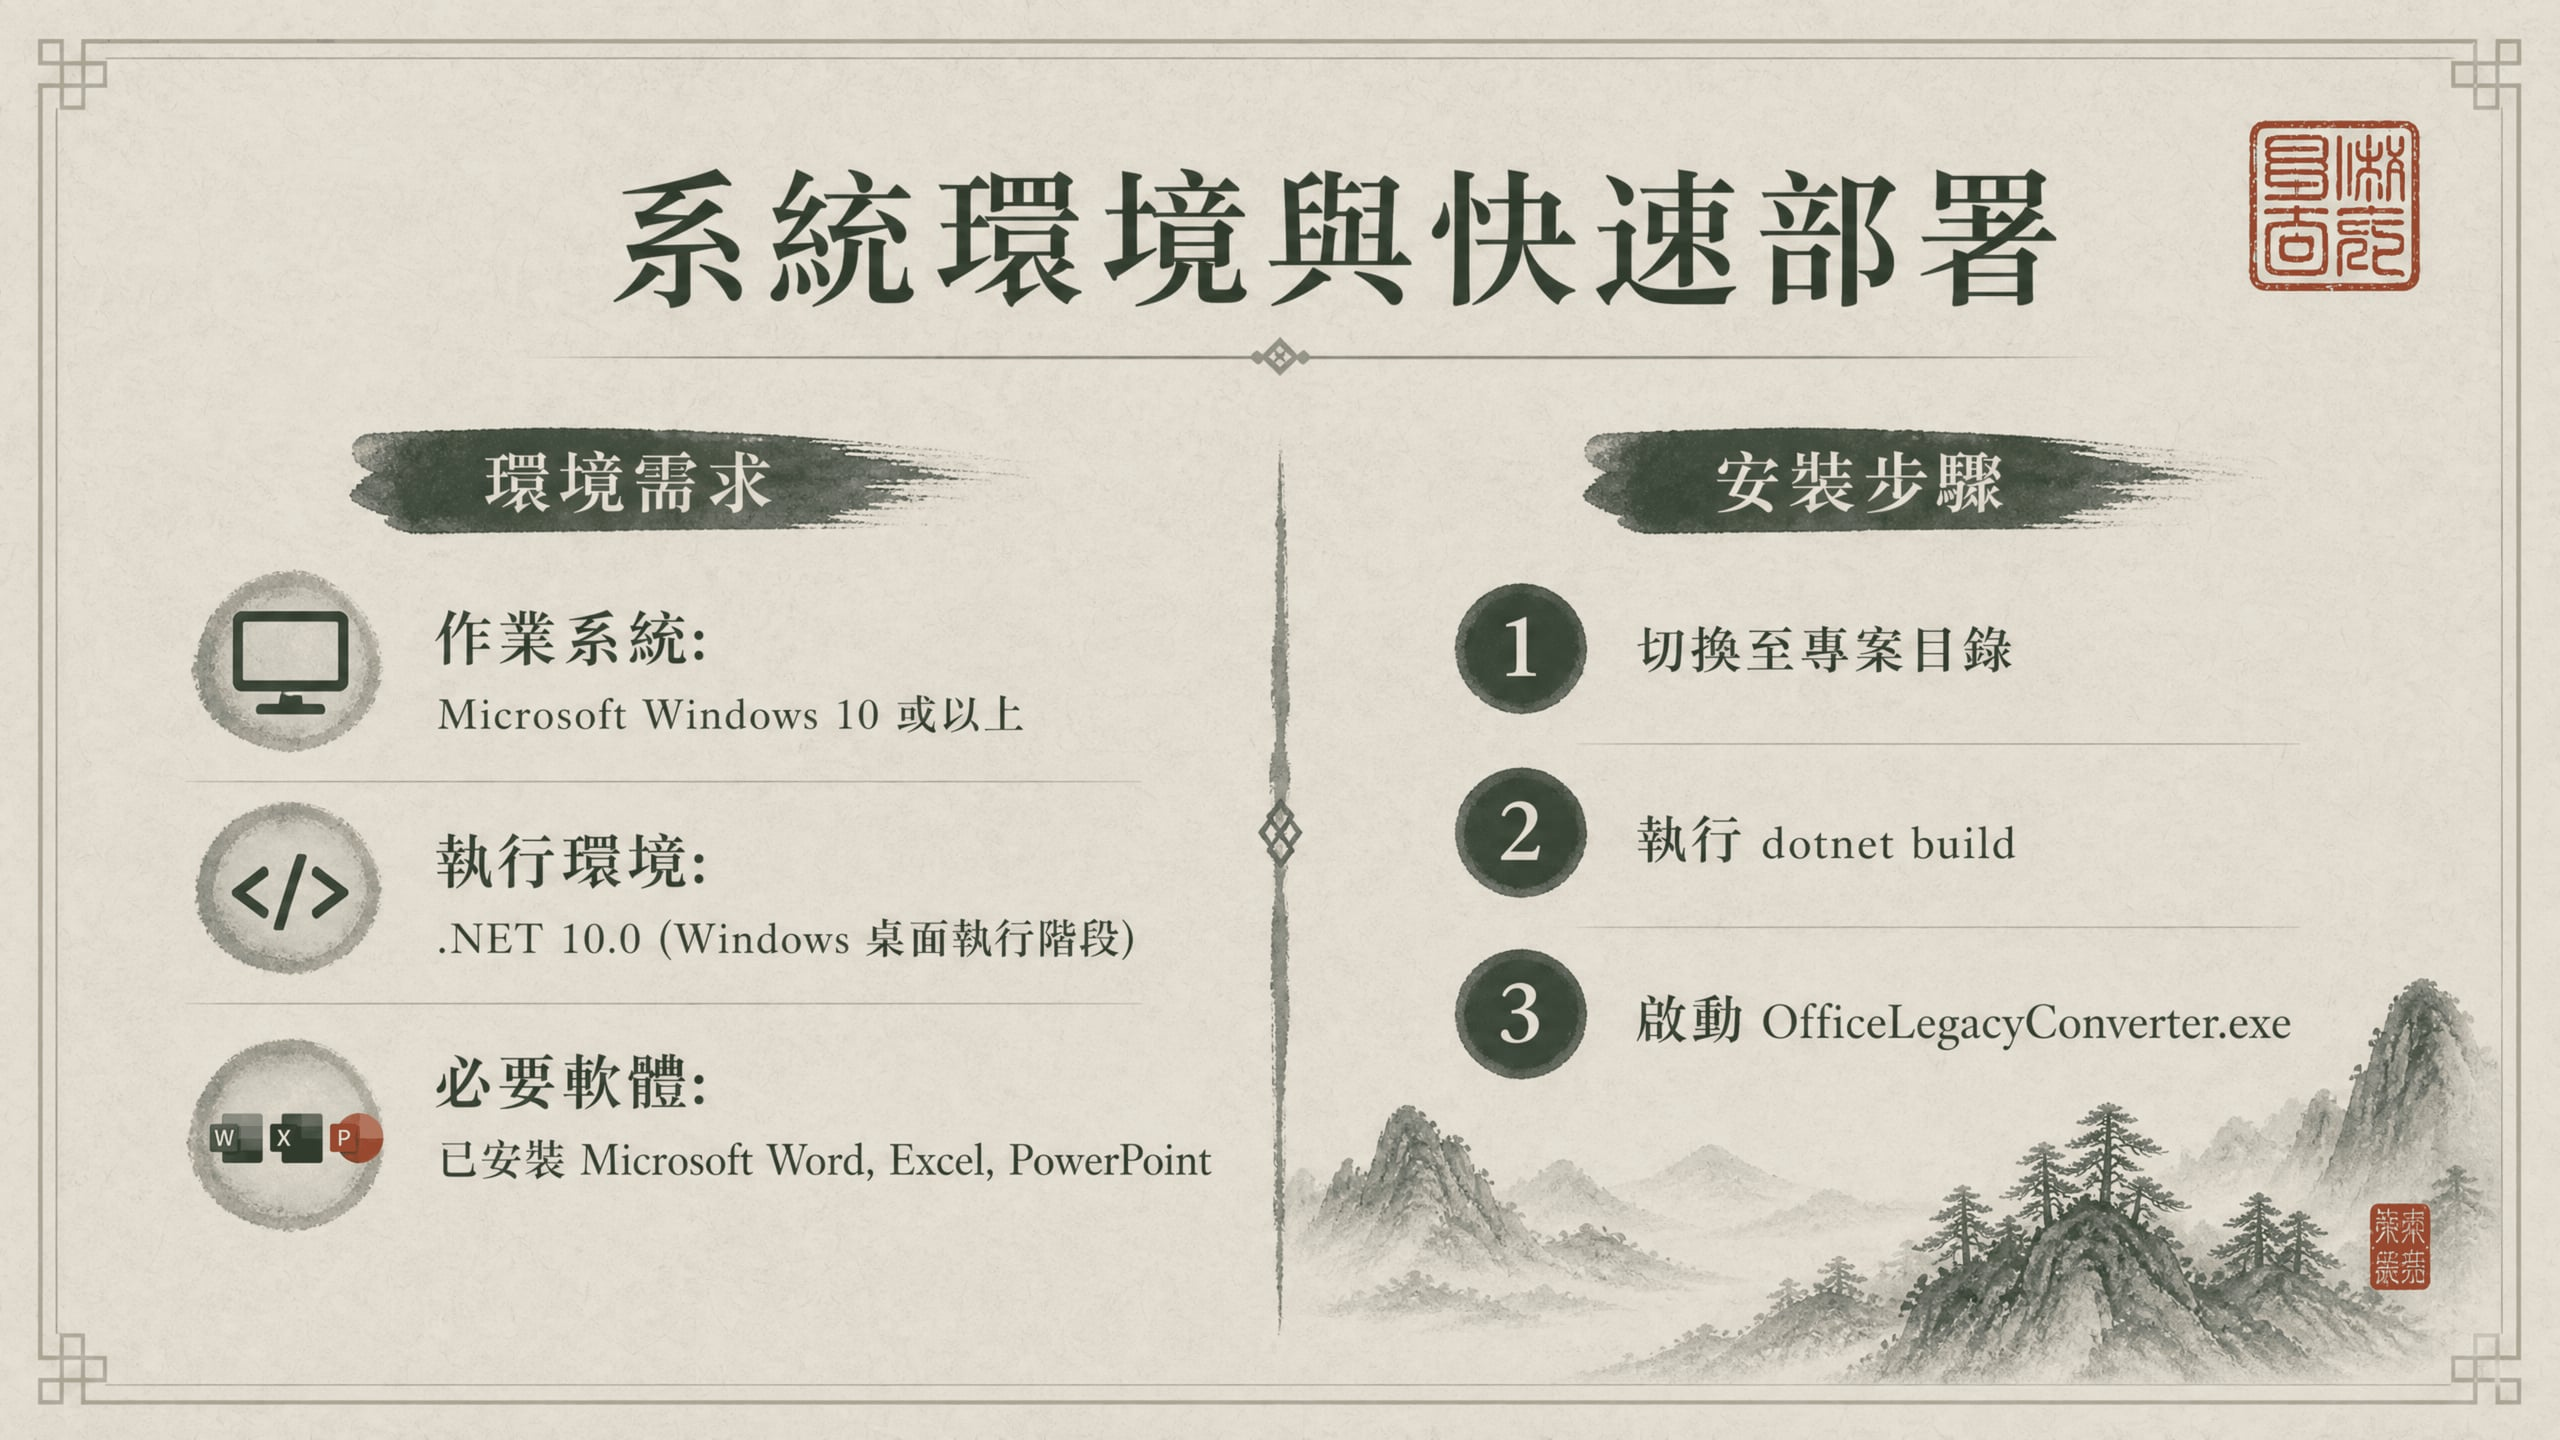 系統環境與快速部署
環境需求
作業系統:
Microsoft Windows 10 或以上
執行環境:
.NET 10.0 (Windows 桌面執行階段)
W X P
必要軟體:
已安裝 Microsoft Word, Excel, PowerPoint
安裝步驟
1 切換至專案目錄
2 執行 dotnet build
3 啟動 OfficeLegacyConverter.exe